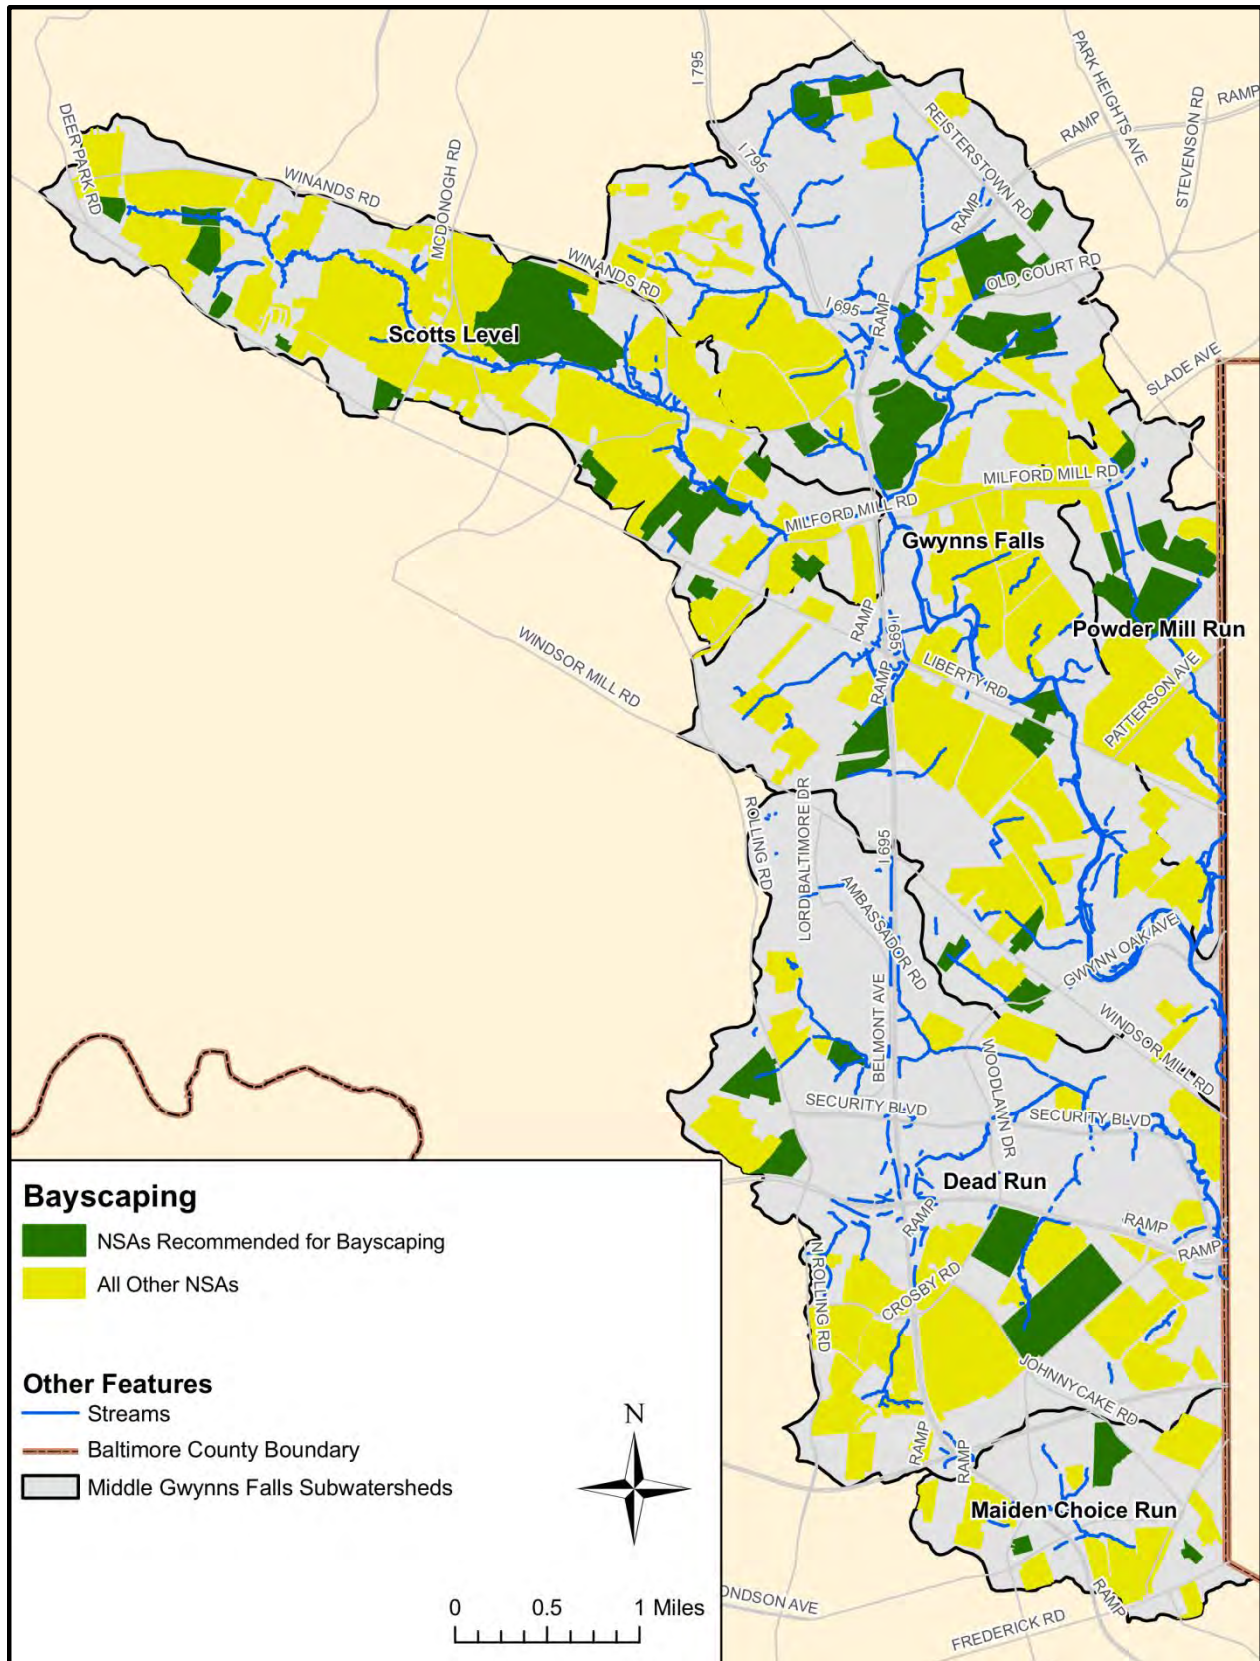 I 795
PARK HEIGHTS AVE
RAMP
RAMP
STEVENSON RD
REISTERSTOWN RD
DEER PARK RD
I 795
WINANDS RD
MCDONOGH RD
RAMP
WINANDS RD
OLD COURT RD
I 695
RAMP
Scotts Level
SLADE AVE
MILFORD MILL RD
MILFORD MILL RD
Gwynns Falls
RAMP
I 695
Powder Mill Run
WINDSOR MILL RD
LIBERTY RD
RAMP
PATTERSON AVE
ROLLING RD
LORD BALTIMORE DR
I 695
AMBASSADOR RD
GWYNN OAK AVE
BELMONT AVE
WINDSOR MILL RD
WOODLAWN DR
SECURITY BLVD
SECURITY BLVD
Dead Run
RAMP
RAMP
RAMP
N ROLLING RD
CROSBY RD
JOHNNYCAKE RD
RAMP
RAMP
Maiden Choice Run
RAMP
ONDSON AVE
FREDERICK RD
Bayscaping
NSAs Recommended for Bayscaping
All Other NSAs
Other Features
Streams
Baltimore County Boundary
Middle Gwynns Falls Subwatersheds
N
0 0.5 1 Miles